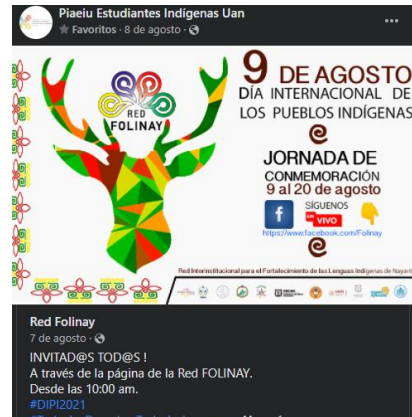 Piaeiu Estudiantes Indígenas Uan
Favoritos · 8 de agosto ·
9 DE AGOSTO
DÍA INTERNACIONAL DE
LOS PUEBLOS INDÍGENAS
RED
FOLINAY
JORNADA DE
CONMEMORACIÓN
9 al 20 de agosto
SÍGUENOS
EN VIVO
https://www.facebook.com/Folinay
Red Interinstitucional para el Fortalecimiento de las Lenguas Indígenas de Nayarit
Red Folinay
7 de agosto ·
INVITAD@S TOD@S !
A través de la página de la Red FOLINAY.
Desde las 10:00 am.
#DIPI2021